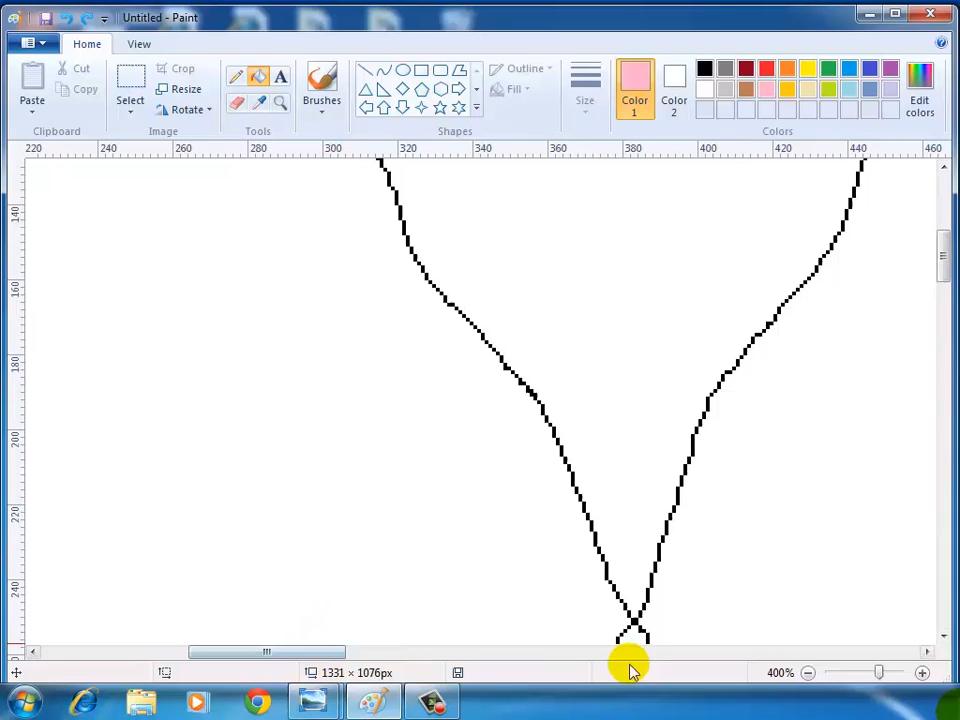 Untitled - Paint
Home View
Paste
Cut
Copy
Clipboard
Select
Crop
Resize
Rotate
Image
A
Tools
Brushes
Outline
Fill
Shapes
Size
Color 1
Color 2
Edit colors
Colors
220 240 260 280 300 320 340 360 380 400 420 440 460
140
160
180
200
220
240
1331 × 1076px
400%